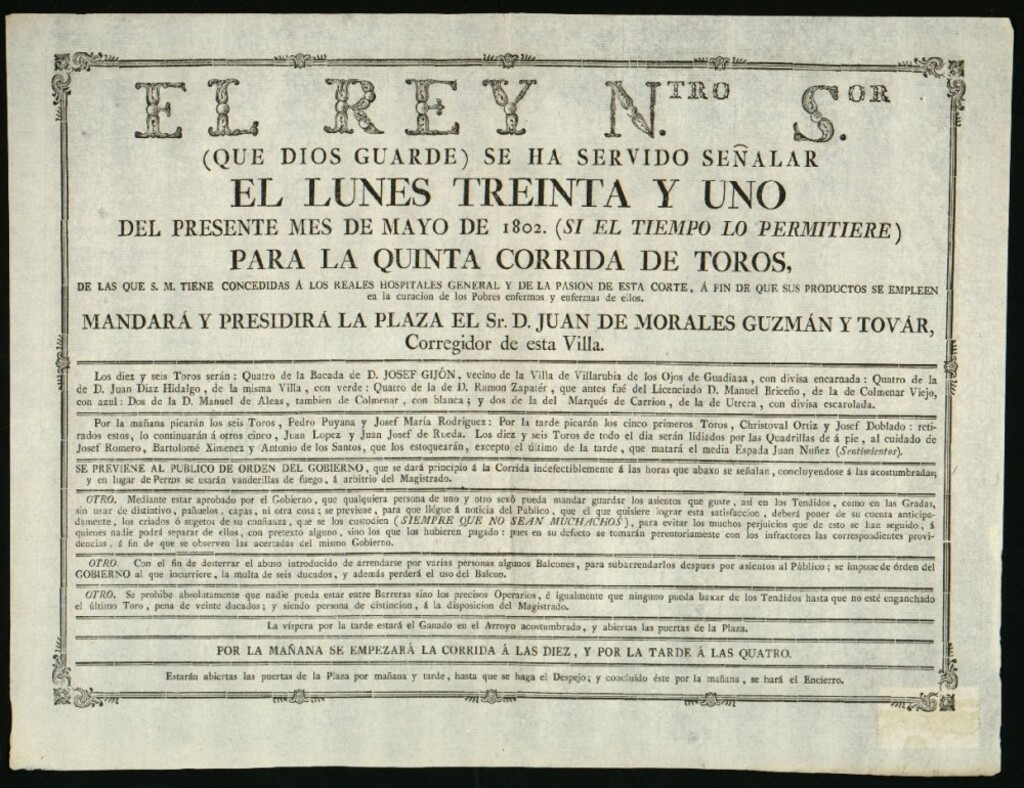 EL REY N.TRO S.OR
(QUE DIOS GUARDE) SE HA SERVIDO SEÑALAR
EL LUNES TREINTA Y UNO
DEL PRESENTE MES DE MAYO DE 1802. (SI EL TIEMPO LO PERMITIERE)
PARA LA QUINTA CORRIDA DE TOROS,
DE LAS QUE S. M. TIENE CONCEDIDAS Á LOS REALES HOSPITALES GENERAL Y DE LA PASION DE ESTA CORTE, Á FIN DE QUE SUS PRODUCTOS SE EMPLEEN
en la curacion de los Pobres enfermos y enfermas de ellos.
MANDARÁ Y PRESIDIRÁ LA PLAZA EL Sr. D. JUAN DE MORALES GUZMÁN Y TOVÁR,
Corregidor de esta Villa.
Los diez y seis Toros serán: Quatro de la Bacada de D. JOSEF GIJÓN, vecino de la Villa de Villarubia de los Ojos de Guadiana, con divisa encarnada: Quatro de la
de D. Juan Diaz Hidalgo, de la misma Villa, con verde: Quatro de la de D. Ramon Zapatér, que antes fué del Licenciado D. Manuel Briceño, de la de Colmenar Viejo,
con azul: Dos de la D. Manuel de Aleas, tambien de Colmenar, con blanca; y dos de la del Marqués de Carrion, de la de Utrera, con divisa escarolada.
Por la mañana picarán los seis Toros, Pedro Puyana y Josef María Rodriguez: Por la tarde picarán los cinco primeros Toros, Christoval Ortiz y Josef Doblado: reti-
rados estos, lo continuarán á otros cinco, Juan Lopez y Juan Josef de Rueda. Los diez y seis Toros de todo el dia serán lidiados por las Quadrillas de á pie, al cuidado de
Josef Romero, Bartolomé Ximenez y Antonio de los Santos, que los estoquearán, excepto el último de la tarde, que matará el media Espada Juan Nuñez (Sentimientos).
SE PREVIENE AL PUBLICO DE ORDEN DEL GOBIERNO, que se dará principio á la Corrida indefectiblemente á las horas que abaxo se señalan, concluyendose á las acostumbradas;
y en lugar de Perros se usarán vanderillas de fuego, á arbitrio del Magistrado.
OTRO. Mediante estar aprobado por el Gobierno, que qualquiera persona de uno y otro sexô pueda mandar guardar los asientos que guste, así en los Tendidos, como en las Gradas,
sin usar de distintivo, pañuelos, capas, ni otra cosa; se previene, para que llégue á noticia del Público, que el que quisiere lograr esta satisfaccion, deberá poner de su cuenta anticipa-
damente, los criados ó sugetos de su confianza, que se los custodien (SIEMPRE QUE NO SEAN MUCHACHOS), para evitar los muchos perjuicios que de esto se han seguido, á
quienes nadie podrá separar de ellos, con pretexto alguno, sino los que los hubieren pagado: pues en su defecto se tomarán perentoriamente con los infractores las correspondientes provi-
dencias, á fin de que se observen las acertadas del mismo Gobierno.
OTRO. Con el fin de desterrar el abuso introducido de arrendarse por varias personas algunos Balcones, para subarrendarlos despues por asientos al Público; se impone de órden del
GOBIERNO al que incurriere, la multa de seis ducados, y además perderá el uso del Balcon.
OTRO. Se prohibe absolutamente que nadie pueda estar entre Barreras sino los precisos Operarios, é igualmente que ninguno pueda baxar de los Tendidos hasta que no esté enganchado
el último Toro, pena de veinte ducados; y siendo persona de distincion, á la disposicion del Magistrado.
La víspera por la tarde estará el Ganado en el Arroyo acostumbrado, y abiertas las puertas de la Plaza.
POR LA MAÑANA SE EMPEZARÁ LA CORRIDA Á LAS DIEZ, Y POR LA TARDE Á LAS QUATRO.
Estarán abiertas las puertas de la Plaza por mañana y tarde, hasta que se haga el Despejo; y concluído éste por la mañana, se hará el Encierro.